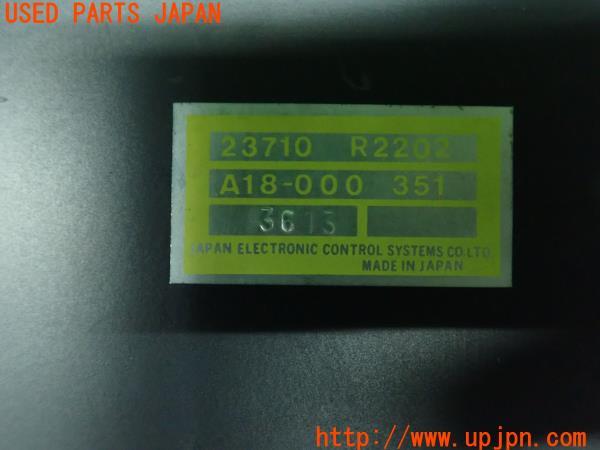 USED PARTS JAPAN
23710 R2202
A18-000 351
3613
JAPAN ELECTRONIC CONTROL SYSTEMS CO.LTD.
MADE IN JAPAN
http://www.upjpn.com